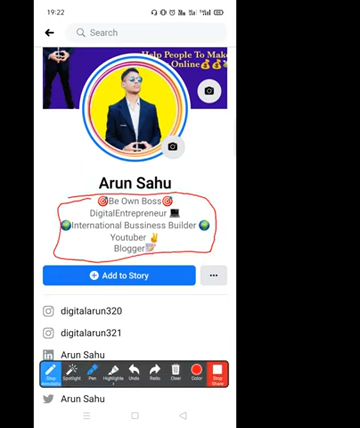 19:22
Search
Help People To Make
Online💰💰
Arun Sahu
🎯Be Own Boss🎯
DigitalEntrepreneur 💻
🌍International Bussiness Builder 🌍
Youtuber ✌
Blogger📝
Add to Story
digitalarun320
digitalarun321
Arun Sahu
Stop
Spotlight
Pen
Highlighter
Undo
Redo
Clear
Color
Stop
Share
Arun Sahu